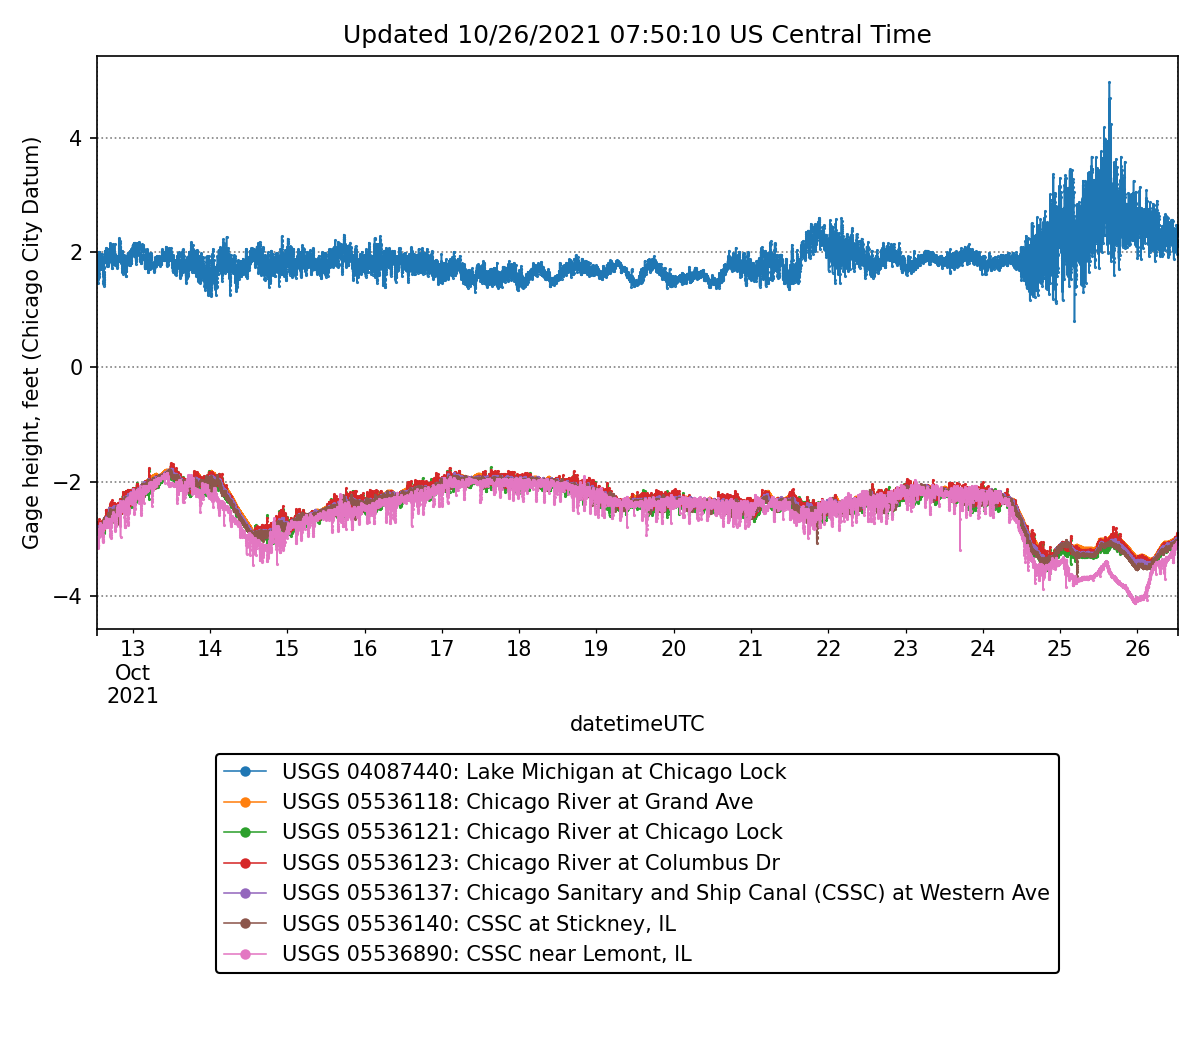 Updated 10/26/2021 07:50:10 US Central Time
Gage height, feet (Chicago City Datum)
4
2
0
−2
−4
13 14 15 16 17 18 19 20 21 22 23 24 25 26
Oct
2021
datetimeUTC
USGS 04087440: Lake Michigan at Chicago Lock
USGS 05536118: Chicago River at Grand Ave
USGS 05536121: Chicago River at Chicago Lock
USGS 05536123: Chicago River at Columbus Dr
USGS 05536137: Chicago Sanitary and Ship Canal (CSSC) at Western Ave
USGS 05536140: CSSC at Stickney, IL
USGS 05536890: CSSC near Lemont, IL